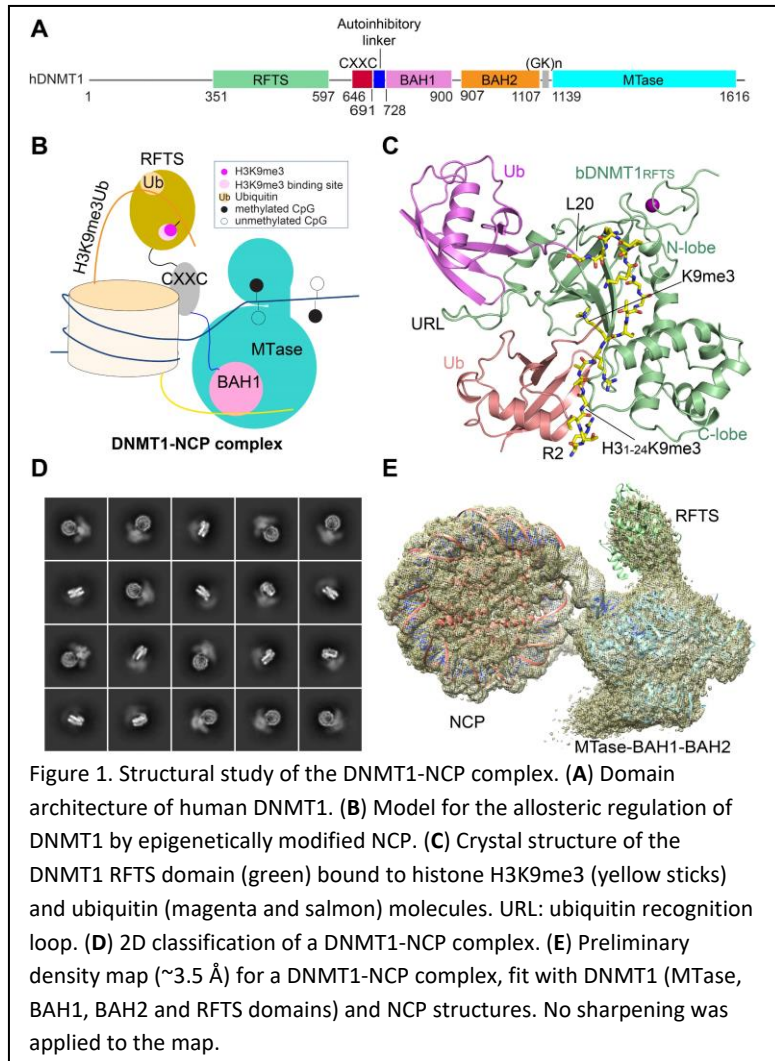 A
Autoinhibitory
linker
CXXC
(GK)n
hDNMT1
RFTS
BAH1
BAH2
MTase
1
351
597
646
691
728
900
907
1107
1139
1616
B
RFTS
Ub
H3K9me3
H3K9me3 binding site
Ub Ubiquitin
methylated CpG
unmethylated CpG
H3K9me3Ub
CXXC
MTase
BAH1
DNMT1-NCP complex
C
Ub
bDNMT1RFTS
L20
N-lobe
K9me3
URL
Ub
C-lobe
R2
H31-24K9me3
D
E
RFTS
NCP
MTase-BAH1-BAH2
Figure 1. Structural study of the DNMT1-NCP complex. (A) Domain
architecture of human DNMT1. (B) Model for the allosteric regulation of
DNMT1 by epigenetically modified NCP. (C) Crystal structure of the
DNMT1 RFTS domain (green) bound to histone H3K9me3 (yellow sticks)
and ubiquitin (magenta and salmon) molecules. URL: ubiquitin recognition
loop. (D) 2D classification of a DNMT1-NCP complex. (E) Preliminary
density map (~3.5 Å) for a DNMT1-NCP complex, fit with DNMT1 (MTase,
BAH1, BAH2 and RFTS domains) and NCP structures. No sharpening was
applied to the map.